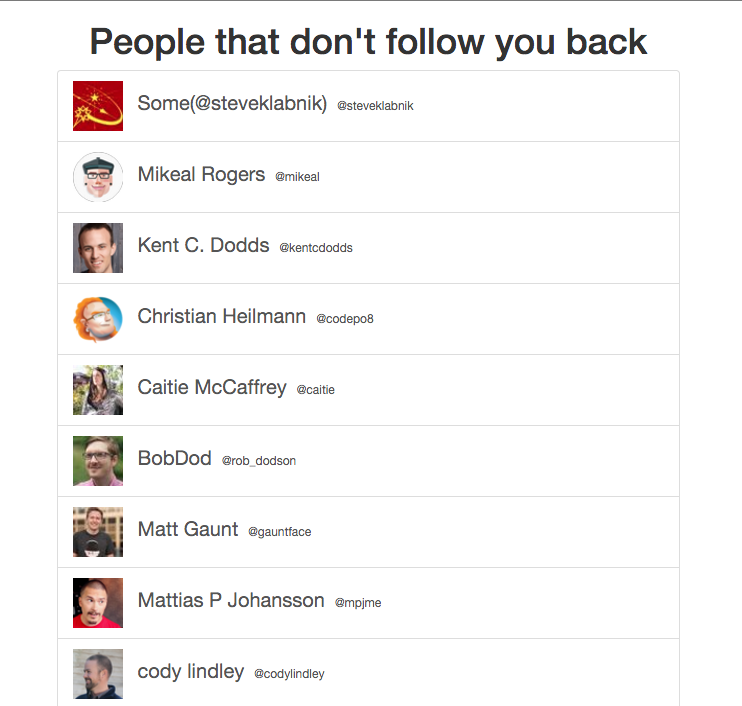 People that don't follow you back
Some(@steveklabnik) @steveklabnik
Mikeal Rogers @mikeal
Kent C. Dodds @kentcdodds
Christian Heilmann @codepo8
Caitie McCaffrey @caitie
BobDod @rob_dodson
Matt Gaunt @gauntface
Mattias P Johansson @mpjme
cody lindley @codylindley